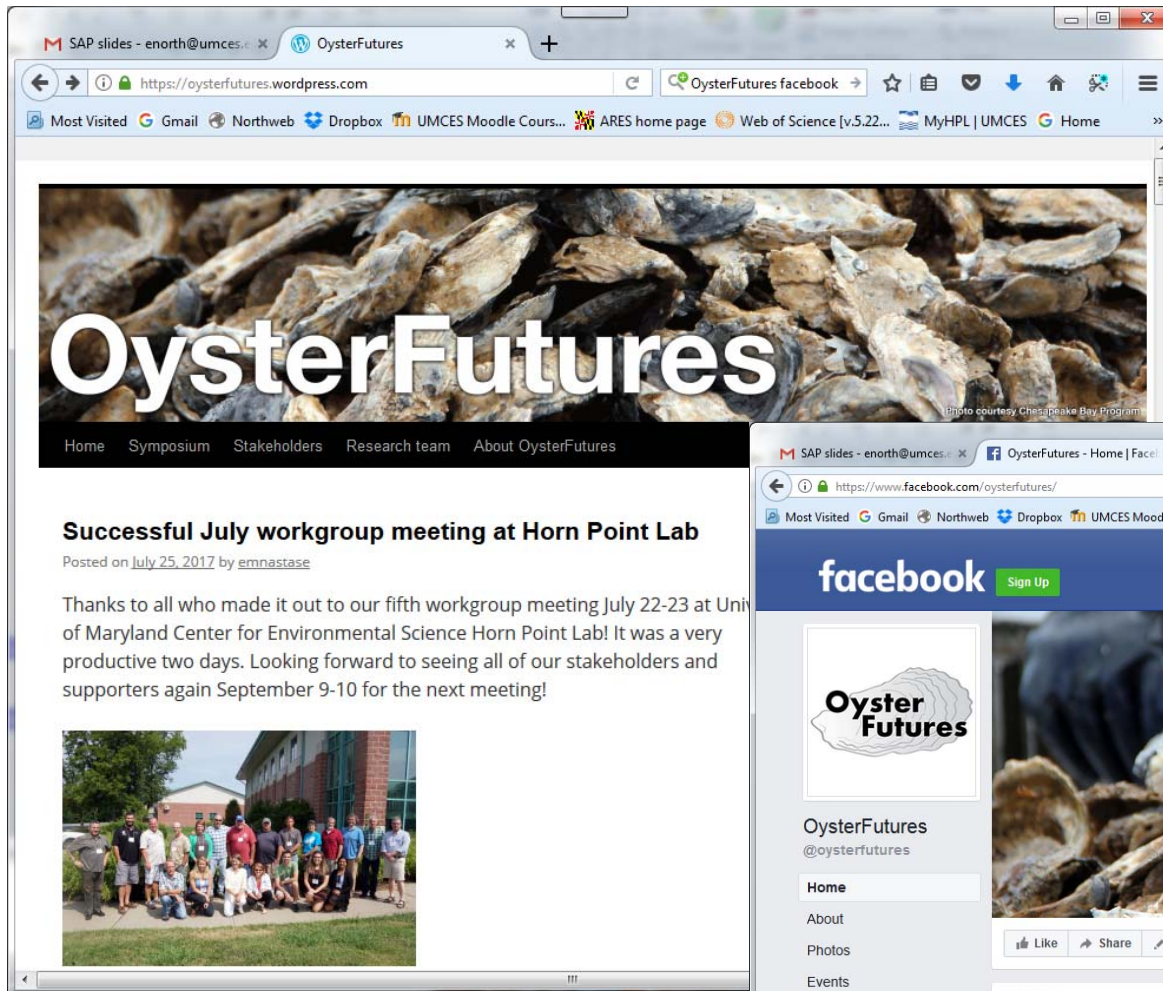 SAP slides - enorth@umces.e
OysterFutures
https://oysterfutures.wordpress.com
OysterFutures facebook
Most Visited Gmail Northweb Dropbox UMCES Moodle Cours... ARES home page Web of Science [v.5.22... MyHPL | UMCES Home »
OysterFutures
Photo courtesy Chesapeake Bay Program
Home Symposium Stakeholders Research team About OysterFutures
Successful July workgroup meeting at Horn Point Lab
Posted on July 25, 2017 by emnastase
Thanks to all who made it out to our fifth workgroup meeting July 22-23 at Univ
of Maryland Center for Environmental Science Horn Point Lab! It was a very
productive two days. Looking forward to seeing all of our stakeholders and
supporters again September 9-10 for the next meeting!
SAP slides - enorth@umces.e
OysterFutures - Home | Faceb
https://www.facebook.com/oysterfutures/
Most Visited Gmail Northweb Dropbox UMCES Mood
facebook Sign Up
Oyster
Futures
OysterFutures
@oysterfutures
Home
About
Photos
Events
Like Share